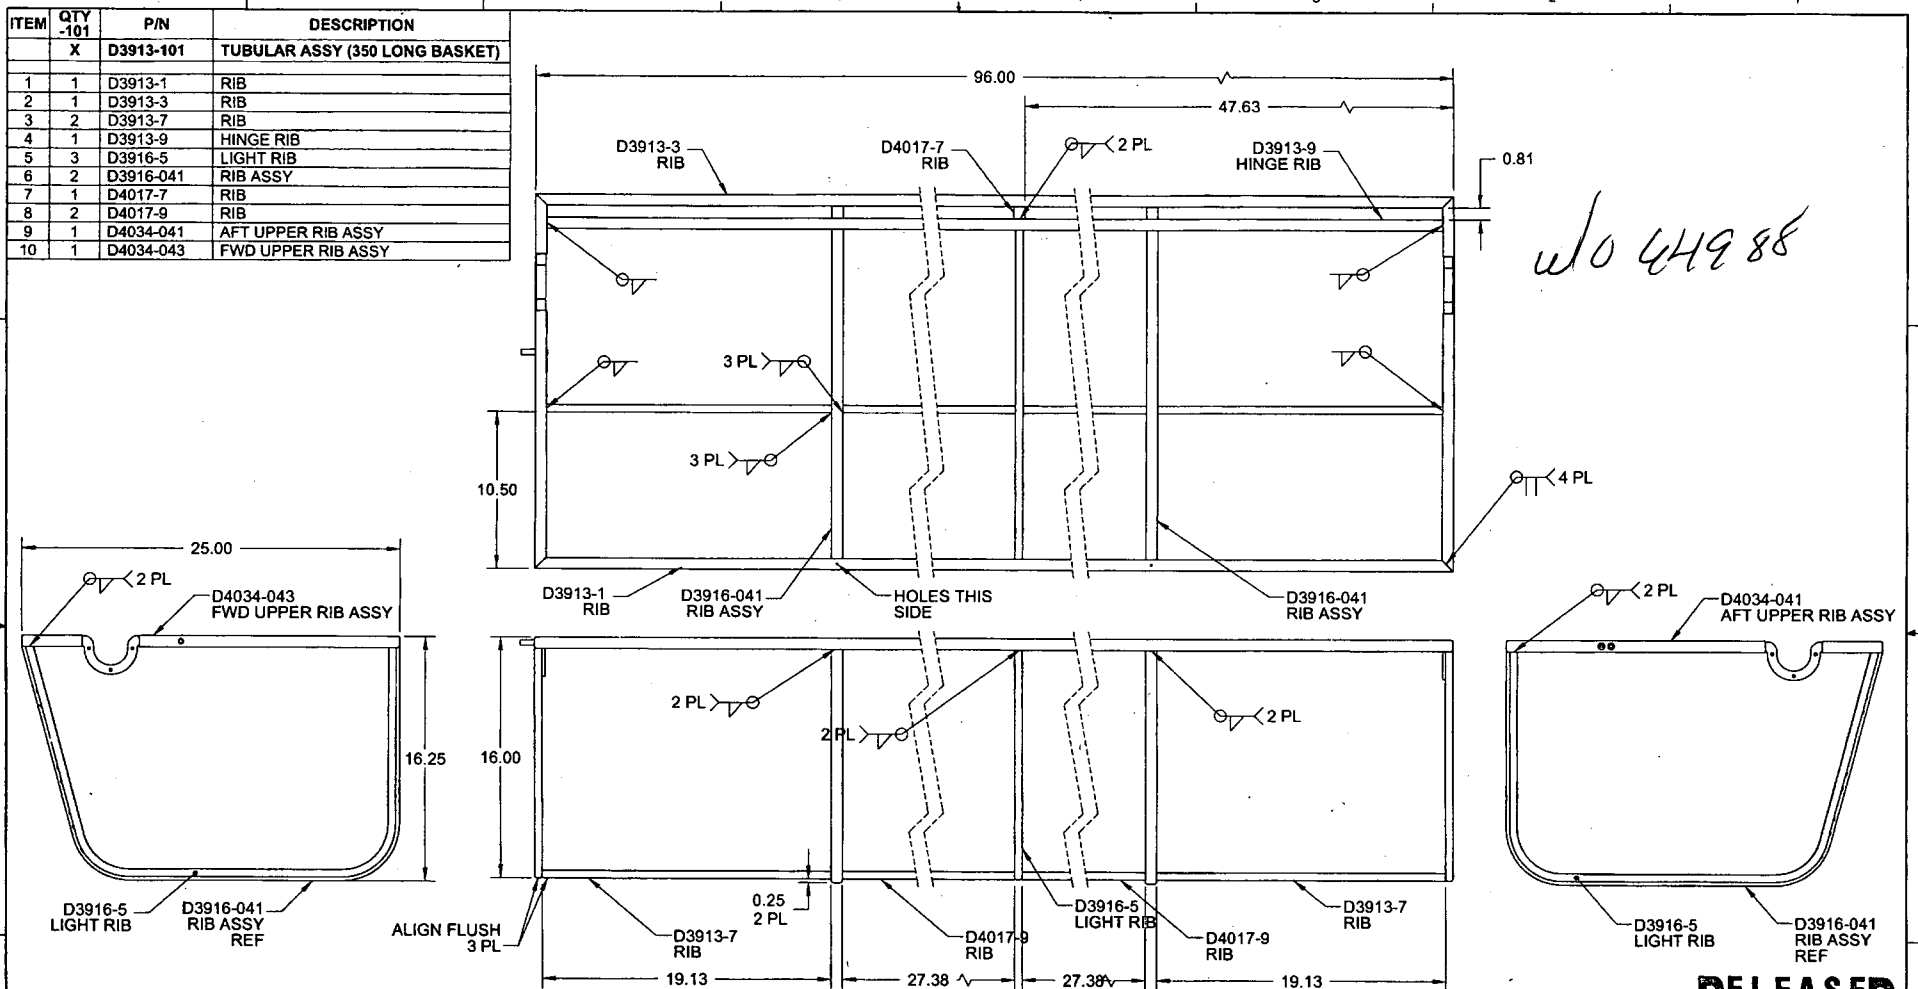 ITEM QTY -101 P/N DESCRIPTION
X D3913-101 TUBULAR ASSY (350 LONG BASKET)
1 1 D3913-1 RIB
2 1 D3913-3 RIB
3 2 D3913-7 RIB
4 1 D3913-9 HINGE RIB
5 3 D3916-5 LIGHT RIB
6 2 D3916-041 RIB ASSY
7 1 D4017-7 RIB
8 2 D4017-9 RIB
9 1 D4034-041 AFT UPPER RIB ASSY
10 1 D4034-043 FWD UPPER RIB ASSY
96.00
47.63
D3913-3
RIB
D4017-7
RIB
2 PL
D3913-9
HINGE RIB
0.81
w/o 44988
3 PL
3 PL
10.50
4 PL
D3913-1
RIB
D3916-041
RIB ASSY
HOLES THIS
SIDE
D3916-041
RIB ASSY
25.00
2 PL
D4034-043
FWD UPPER RIB ASSY
16.25
D3916-5
LIGHT RIB
D3916-041
RIB ASSY
REF
16.00
2 PL
2 PL
2 PL
0.25
2 PL
ALIGN FLUSH
3 PL
D3913-7
RIB
D4017-9
RIB
D3916-5
LIGHT RIB
D4017-9
RIB
D3913-7
RIB
19.13
27.38
27.38
19.13
2 PL
D4034-041
AFT UPPER RIB ASSY
D3916-5
LIGHT RIB
D3916-041
RIB ASSY
REF
RELEASED